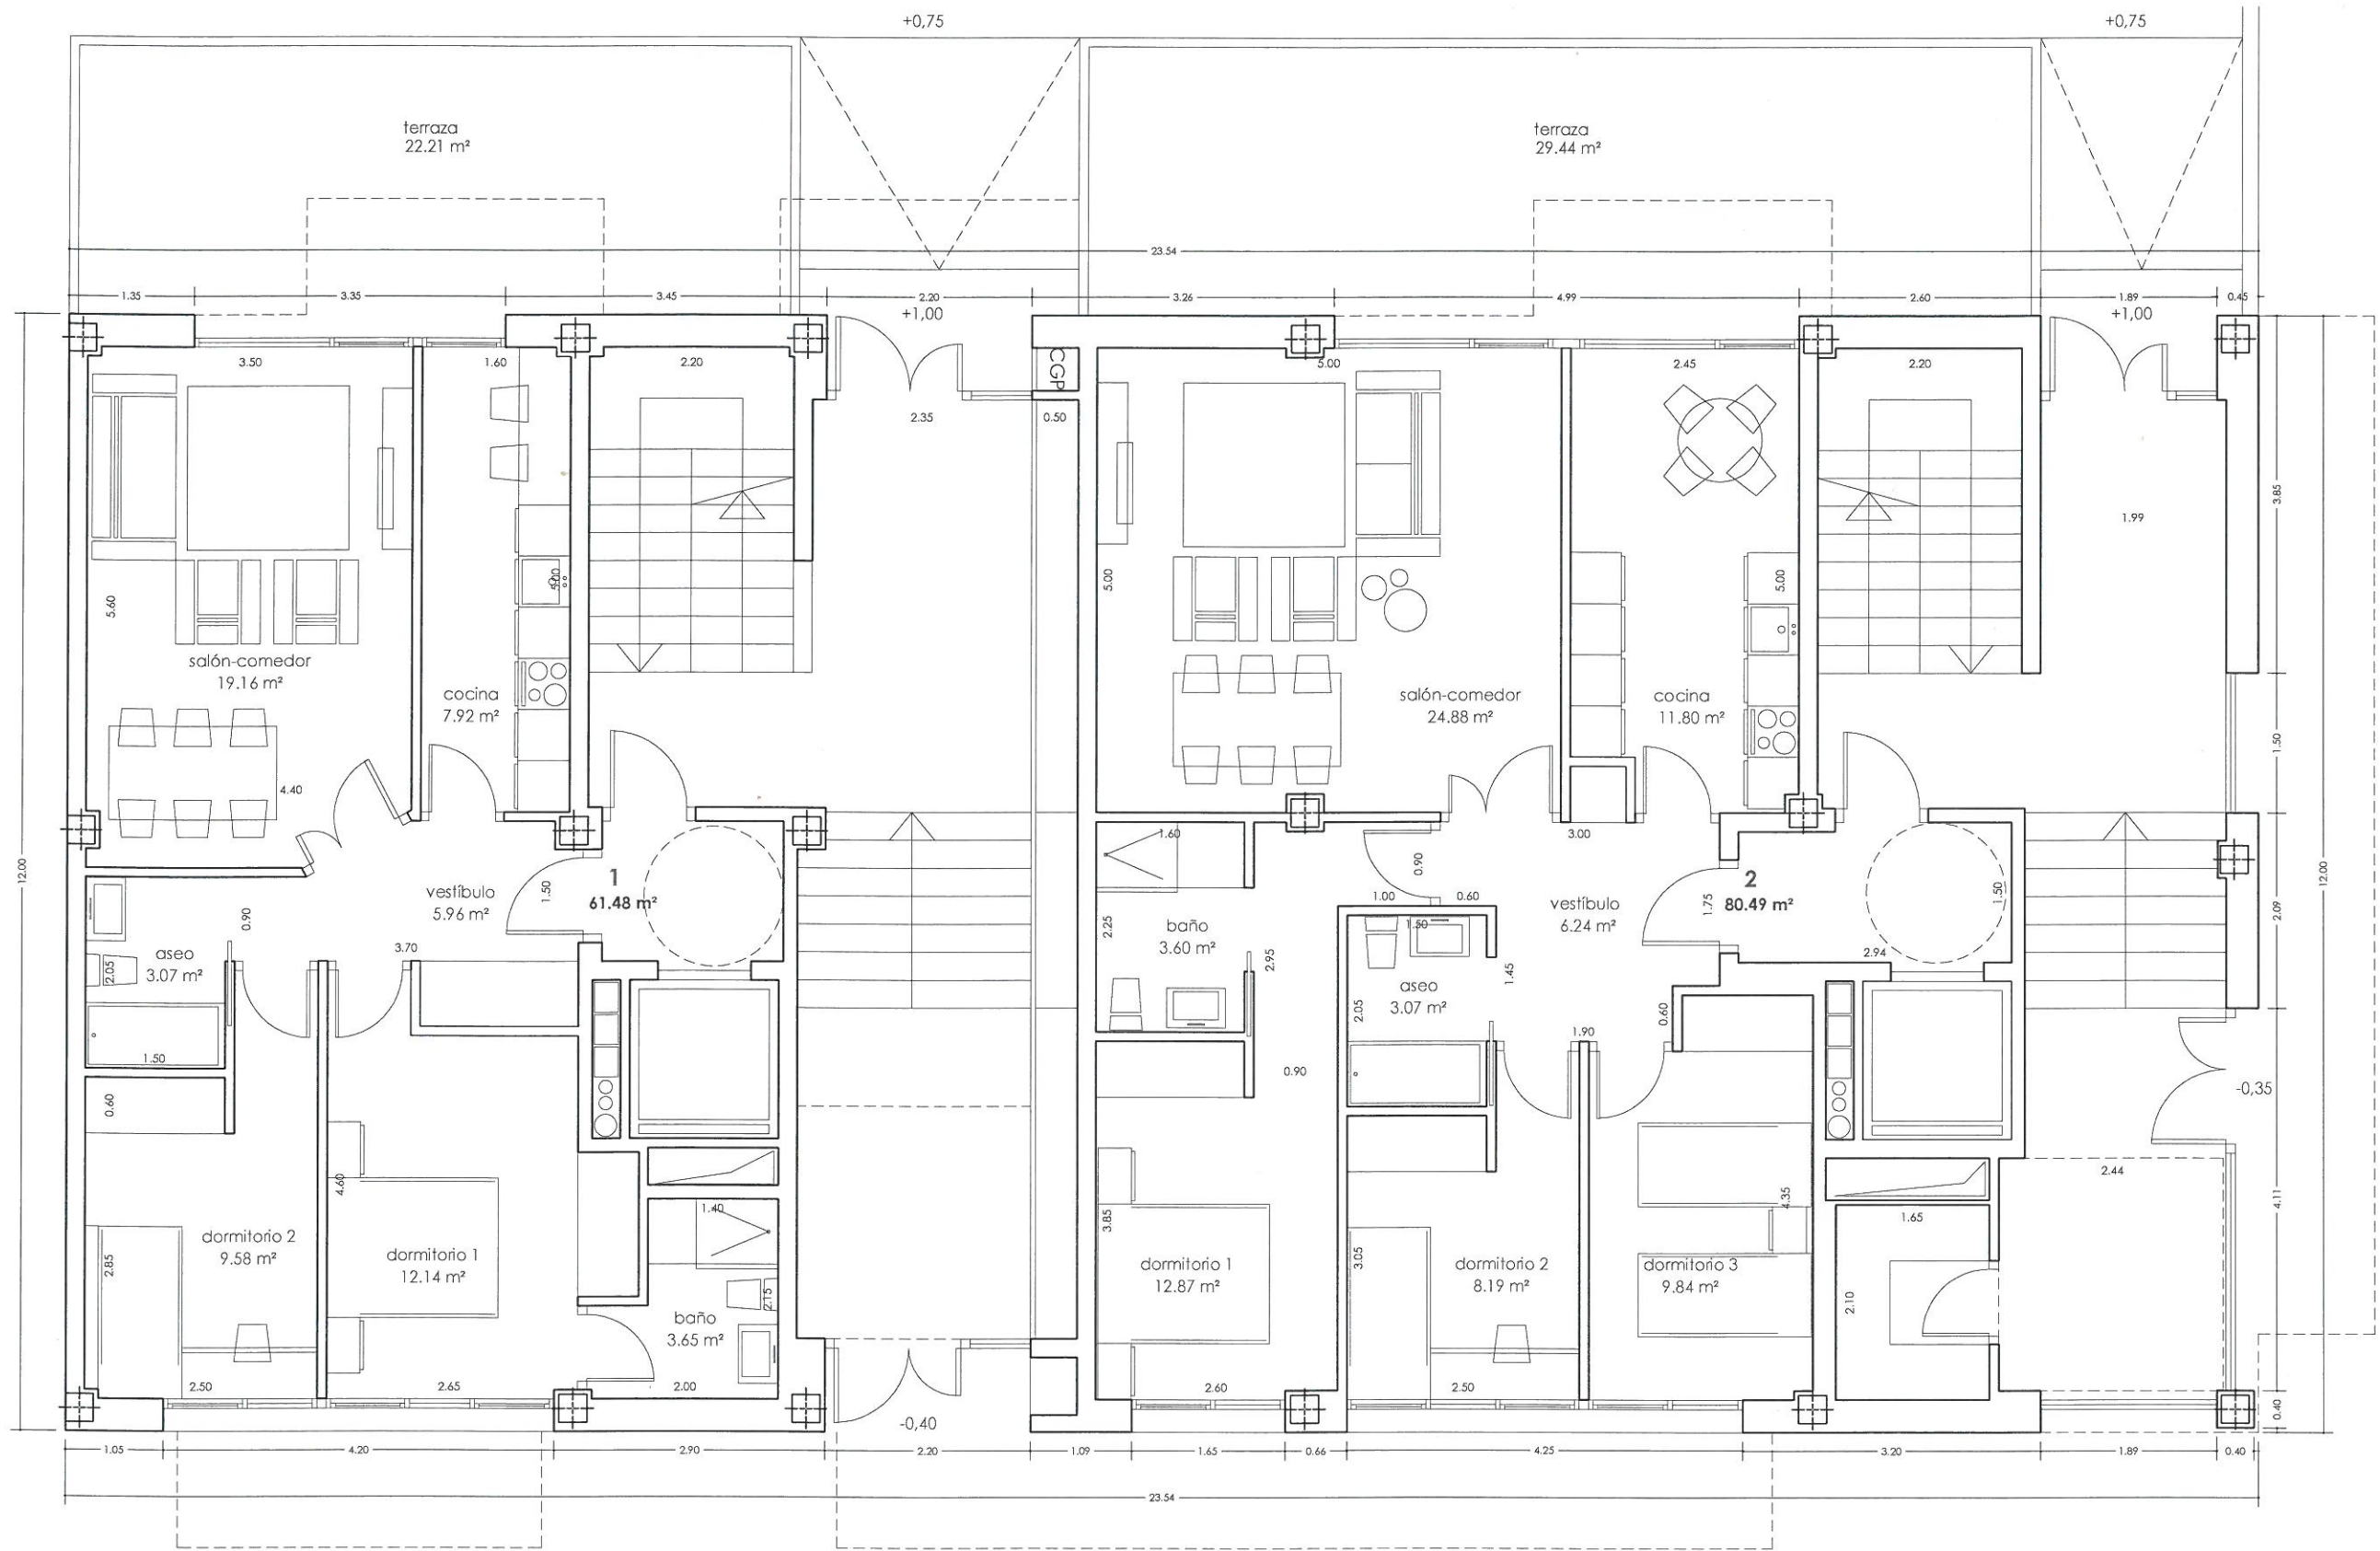 +0,75
+0,75
terraza
22.21 m²
terraza
29.44 m²
23.54
1.35
3.35
3.45
2.20
3.26
4.99
2.60
1.89
0.45
+1,00
+1,00
3.50
1.60
2.20
CGP
5.00
2.45
2.20
2.35
0.50
3.85
1.99
5.60
5.00
5.00
5.00
salón-comedor
19.16 m²
cocina
7.92 m²
salón-comedor
24.88 m²
cocina
11.80 m²
1.50
4.40
1.60
3.00
12.00
12.00
0.90
1
61.48 m²
1.50
vestíbulo
5.96 m²
0.90
1.00
0.60
2
80.49 m²
1.75
1.50
vestíbulo
6.24 m²
2.09
3.70
baño
3.60 m²
2.25
1.50
2.95
2.94
aseo
3.07 m²
2.05
1.45
aseo
3.07 m²
2.05
0.60
1.90
1.50
0.90
-0,35
0.60
4.60
2.44
4.35
4.11
1.40
1.65
3.85
dormitorio 2
9.58 m²
2.85
dormitorio 1
12.14 m²
3.05
dormitorio 1
12.87 m²
dormitorio 2
8.19 m²
dormitorio 3
9.84 m²
2.15
2.10
baño
3.65 m²
2.50
2.65
2.00
2.60
2.50
0.40
-0,40
1.05
4.20
2.90
2.20
1.09
1.65
0.66
4.25
3.20
1.89
0.40
23.54